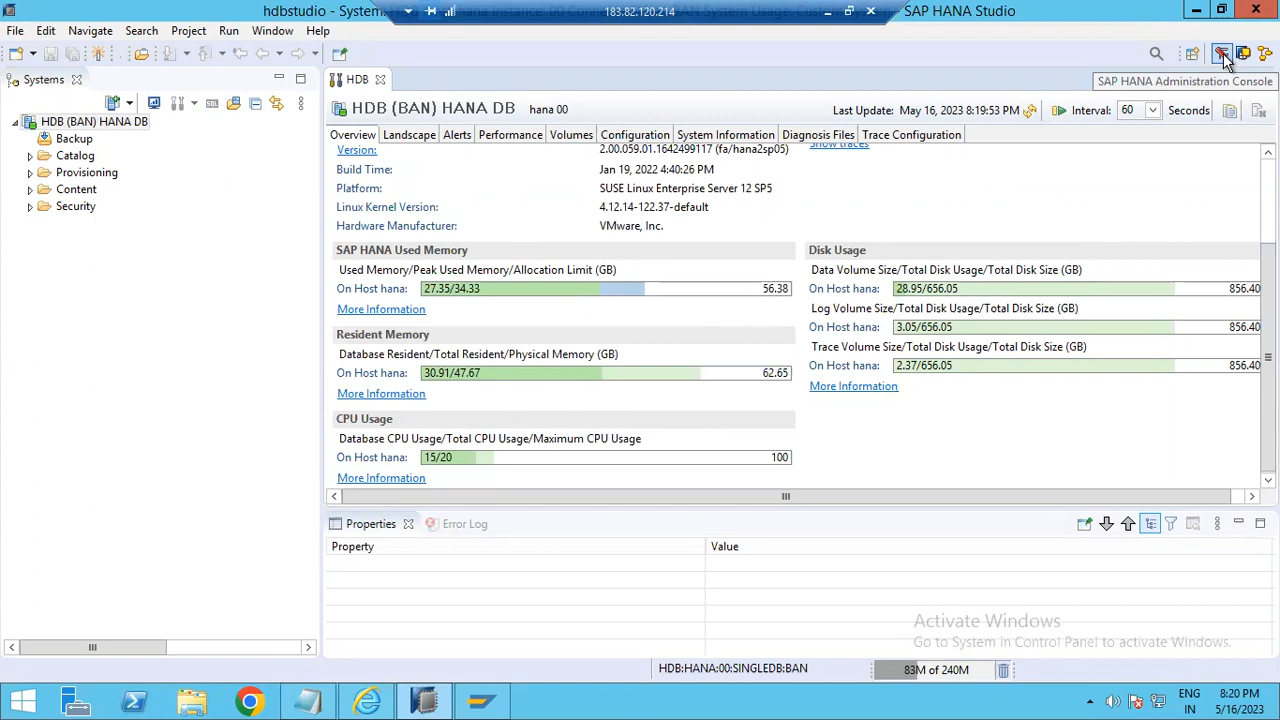 hdbstudio - System: HDB
183.82.120.214
SAP HANA Studio
File Edit Navigate Search Project Run Window Help
SAP HANA Administration Console
Systems
HDB (BAN) HANA DB
Backup
Catalog
Provisioning
Content
Security
HDB
HDB (BAN) HANA DB hana 00
Last Update: May 16, 2023 8:19:53 PM Interval: 60 Seconds
Overview Landscape Alerts Performance Volumes Configuration System Information Diagnosis Files Trace Configuration
Version: 2.00.059.01.1642499117 (fa/hana2sp05)
Show traces
Build Time: Jan 19, 2022 4:40:26 PM
Platform: SUSE Linux Enterprise Server 12 SP5
Linux Kernel Version: 4.12.14-122.37-default
Hardware Manufacturer: VMware, Inc.
SAP HANA Used Memory
Used Memory/Peak Used Memory/Allocation Limit (GB)
On Host hana: 27.35/34.33 56.38
More Information
Resident Memory
Database Resident/Total Resident/Physical Memory (GB)
On Host hana: 30.91/47.67 62.65
More Information
CPU Usage
Database CPU Usage/Total CPU Usage/Maximum CPU Usage
On Host hana: 15/20 100
More Information
Disk Usage
Data Volume Size/Total Disk Usage/Total Disk Size (GB)
On Host hana: 28.95/656.05 856.40
Log Volume Size/Total Disk Usage/Total Disk Size (GB)
On Host hana: 3.05/656.05 856.40
Trace Volume Size/Total Disk Usage/Total Disk Size (GB)
On Host hana: 2.37/656.05 856.40
More Information
Properties Error Log
Property Value
Activate Windows
Go to System in Control Panel to activate Windows.
HDB:HANA:00:SINGLEDB:BAN
83M of 240M
ENG 8:20 PM
IN 5/16/2023